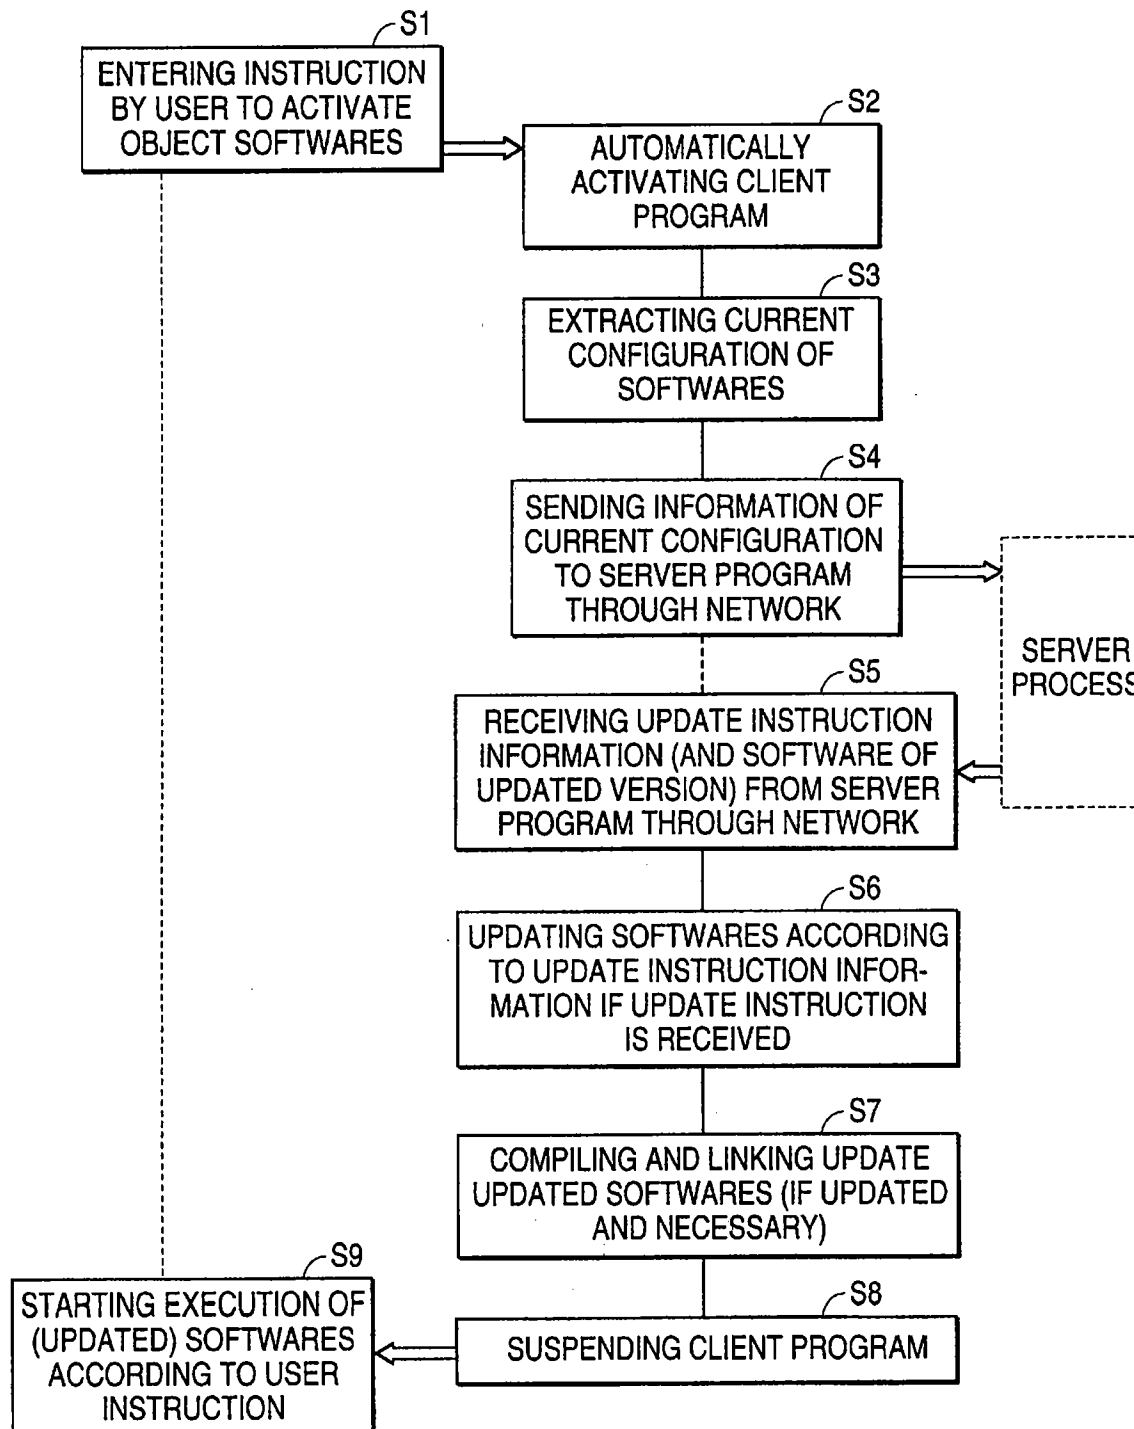 S1
ENTERING INSTRUCTION
BY USER TO ACTIVATE
OBJECT SOFTWARES
S2
AUTOMATICALLY
ACTIVATING CLIENT
PROGRAM
S3
EXTRACTING CURRENT
CONFIGURATION OF
SOFTWARES
S4
SENDING INFORMATION OF
CURRENT CONFIGURATION
TO SERVER PROGRAM
THROUGH NETWORK
SERVER
PROCESS
S5
RECEIVING UPDATE INSTRUCTION
INFORMATION (AND SOFTWARE OF
UPDATED VERSION) FROM SERVER
PROGRAM THROUGH NETWORK
S6
UPDATING SOFTWARES ACCORDING
TO UPDATE INSTRUCTION INFOR-
MATION IF UPDATE INSTRUCTION
IS RECEIVED
S7
COMPILING AND LINKING UPDATE
UPDATED SOFTWARES (IF UPDATED
AND NECESSARY)
S8
SUSPENDING CLIENT PROGRAM
S9
STARTING EXECUTION OF
(UPDATED) SOFTWARES
ACCORDING TO USER
INSTRUCTION